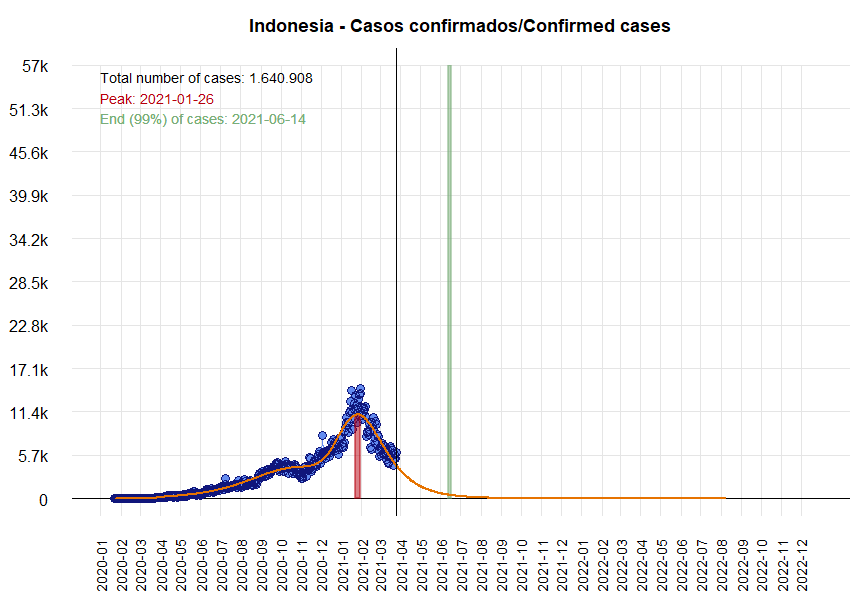 Indonesia - Casos confirmados/Confirmed cases
57k
Total number of cases: 1.640.908
Peak: 2021-01-26
End (99%) of cases: 2021-06-14
51.3k
45.6k
39.9k
34.2k
28.5k
22.8k
17.1k
11.4k
5.7k
0
2020-01
2020-02
2020-03
2020-04
2020-05
2020-06
2020-07
2020-08
2020-09
2020-10
2020-11
2020-12
2021-01
2021-02
2021-03
2021-04
2021-05
2021-06
2021-07
2021-08
2021-09
2021-10
2021-11
2021-12
2022-01
2022-02
2022-03
2022-04
2022-05
2022-06
2022-07
2022-08
2022-09
2022-10
2022-11
2022-12